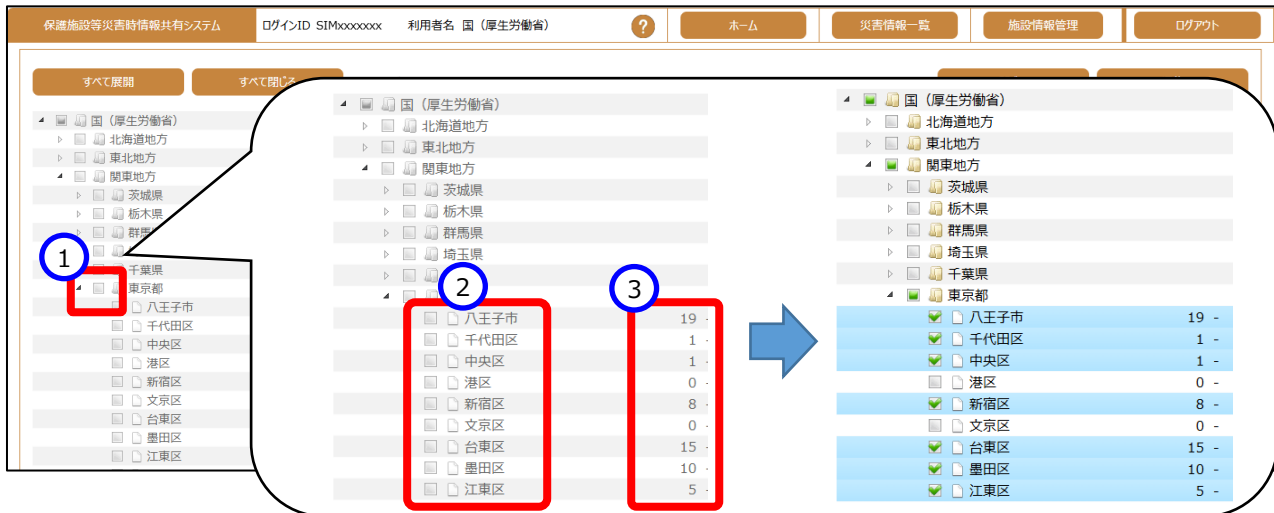 保護施設等災害時情報共有システム ログインID SIMxxxxxxx 利用者名 国（厚生労働省） ? ホーム 災害情報一覧 施設情報管理 ログアウト
すべて展開 すべて閉じる
国（厚生労働省）
北海道地方
東北地方
関東地方
茨城県
栃木県
群馬
1
千葉県
東京都
八王子市
千代田区
中央区
港区
新宿区
文京区
台東区
墨田区
江東区
国（厚生労働省）
北海道地方
東北地方
関東地方
茨城県
栃木県
群馬県
埼玉県
2
3
八王子市 19 -
千代田区 1 -
中央区 1 -
港区 0 -
新宿区 8 -
文京区 0 -
台東区 15 -
墨田区 10 -
江東区 5 -
国（厚生労働省）
北海道地方
東北地方
関東地方
茨城県
栃木県
群馬県
埼玉県
千葉県
東京都
八王子市 19 -
千代田区 1 -
中央区 1 -
港区 0 -
新宿区 8 -
文京区 0 -
台東区 15 -
墨田区 10 -
江東区 5 -